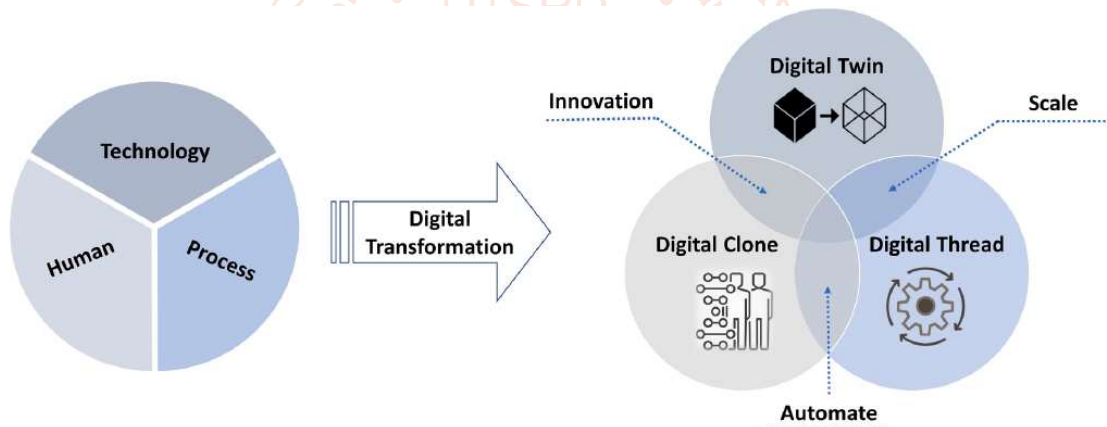 Technology
Human
Process
Digital
Transformation
Digital Twin
Innovation
Scale
Digital Clone
Digital Thread
Automate